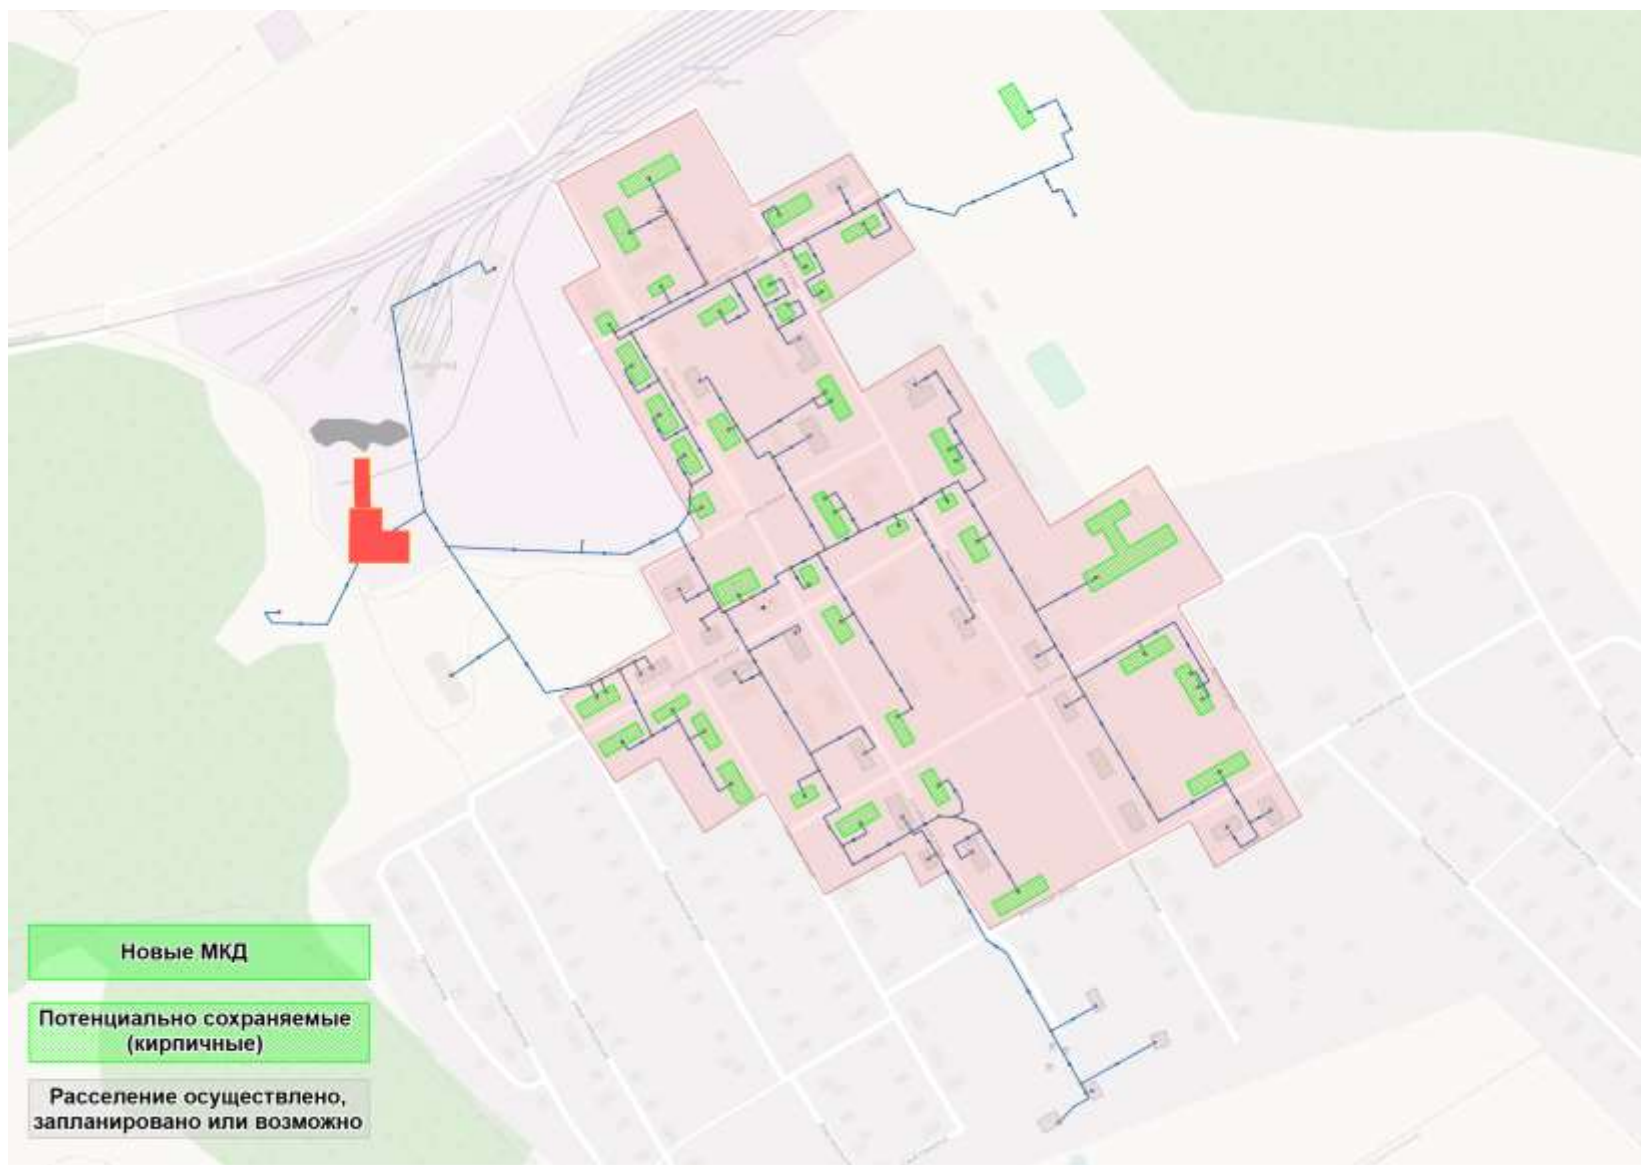 Новые МКД
Потенциально сохраняемые
(кирпичные)
Расселение осуществлено,
запланировано или возможно